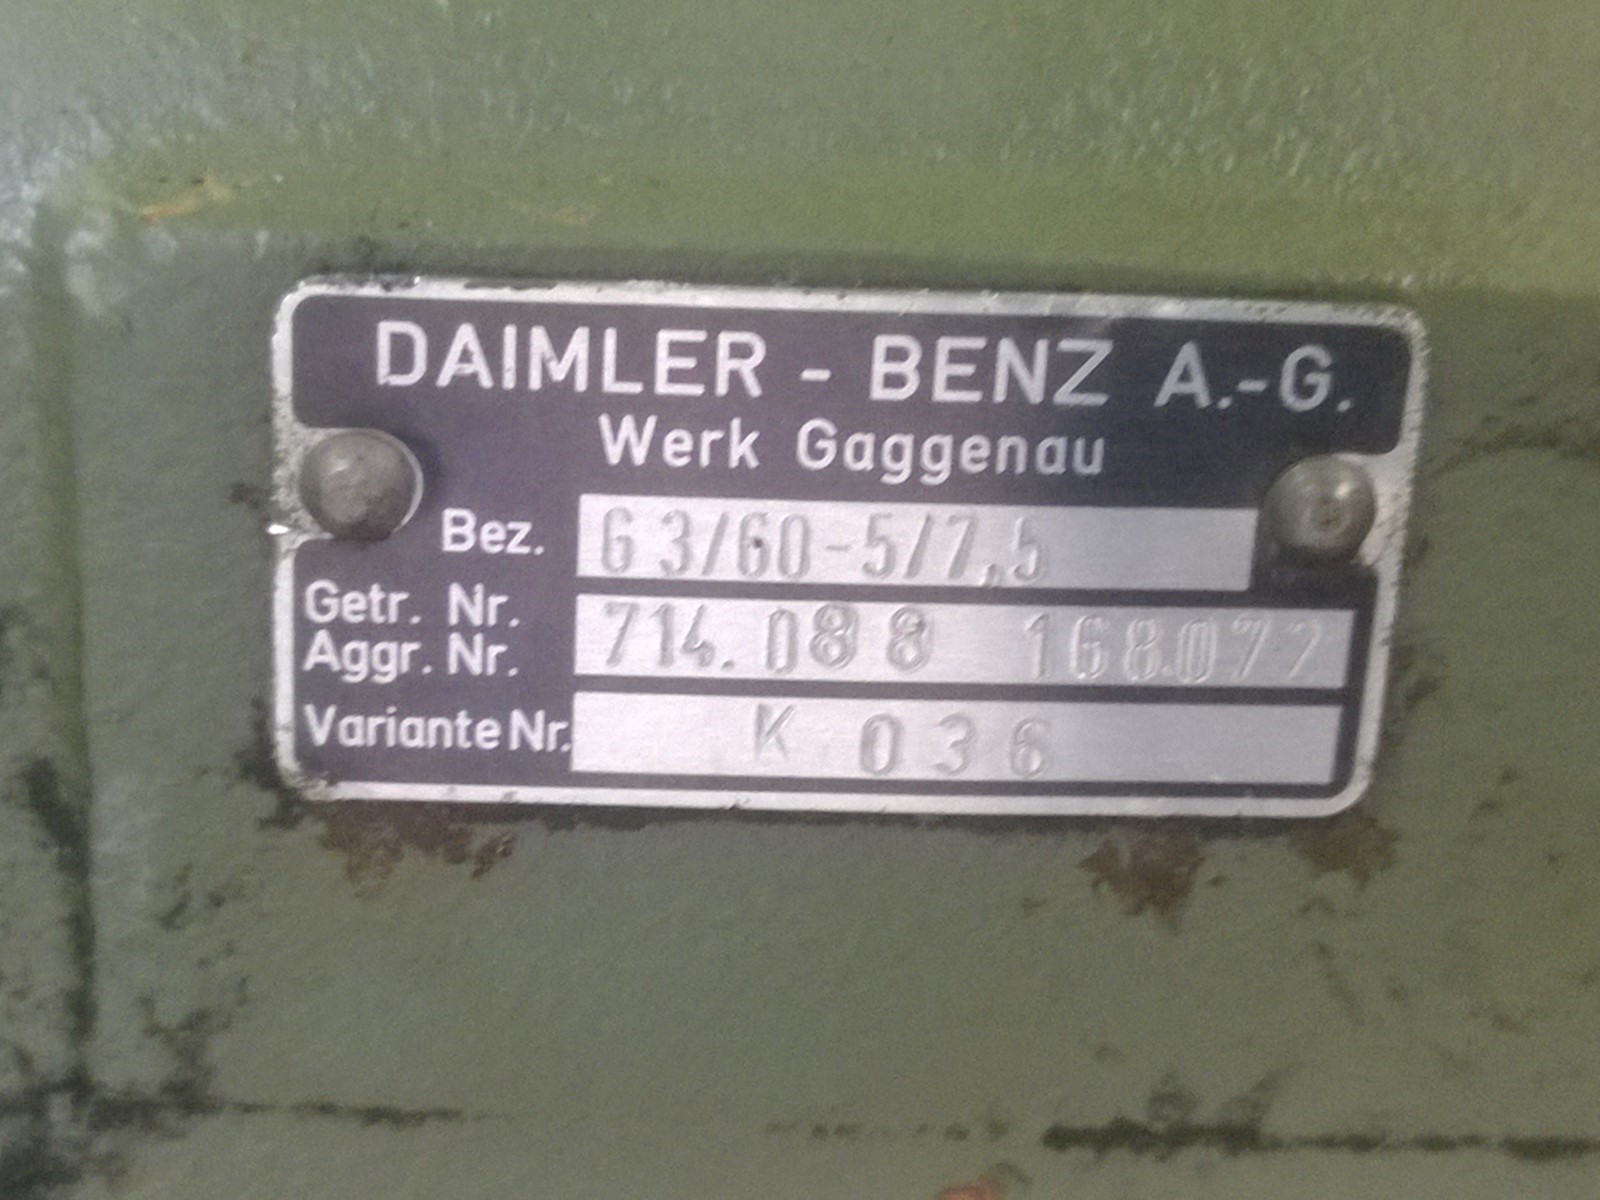 DAIMLER - BENZ A.-G.
Werk Gaggenau
Bez. G 3/60-5/7,5
Getr. Nr.
Aggr. Nr. 714.088 168077
Variante Nr. K 036